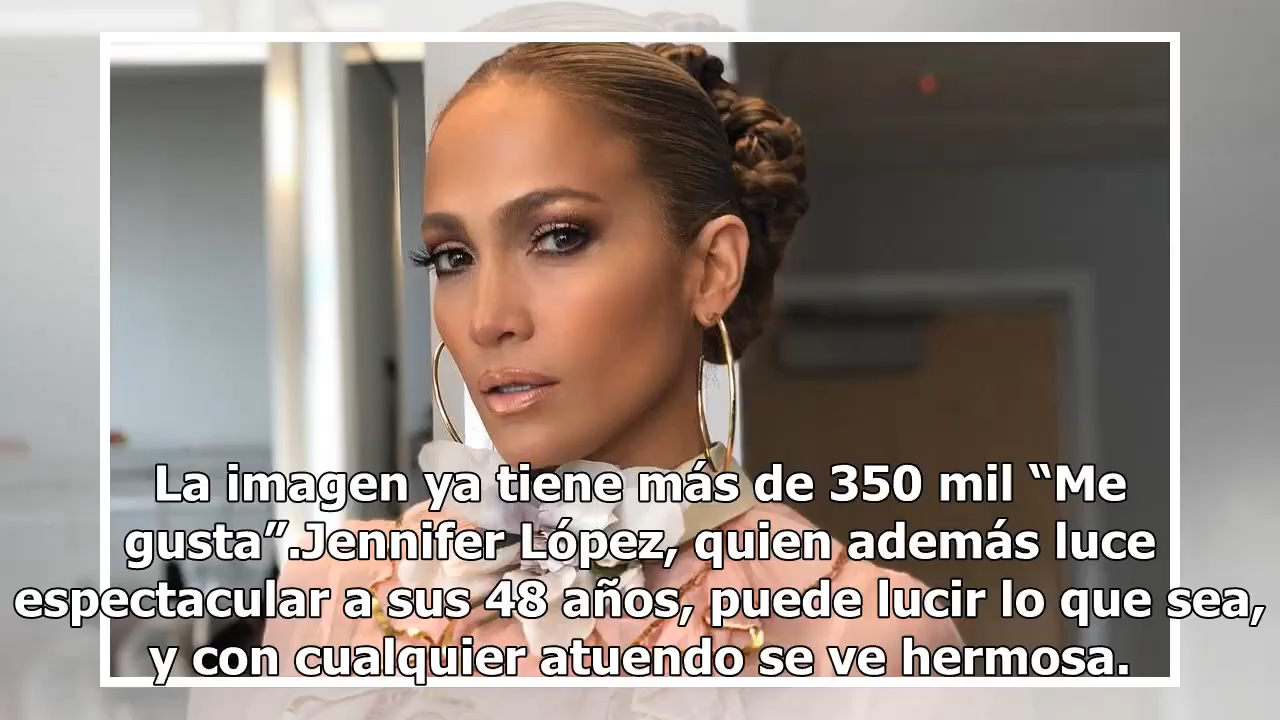 La imagen ya tiene más de 350 mil “Me
gusta”.Jennifer López, quien además luce
espectacular a sus 48 años, puede lucir lo que sea,
y con cualquier atuendo se ve hermosa.